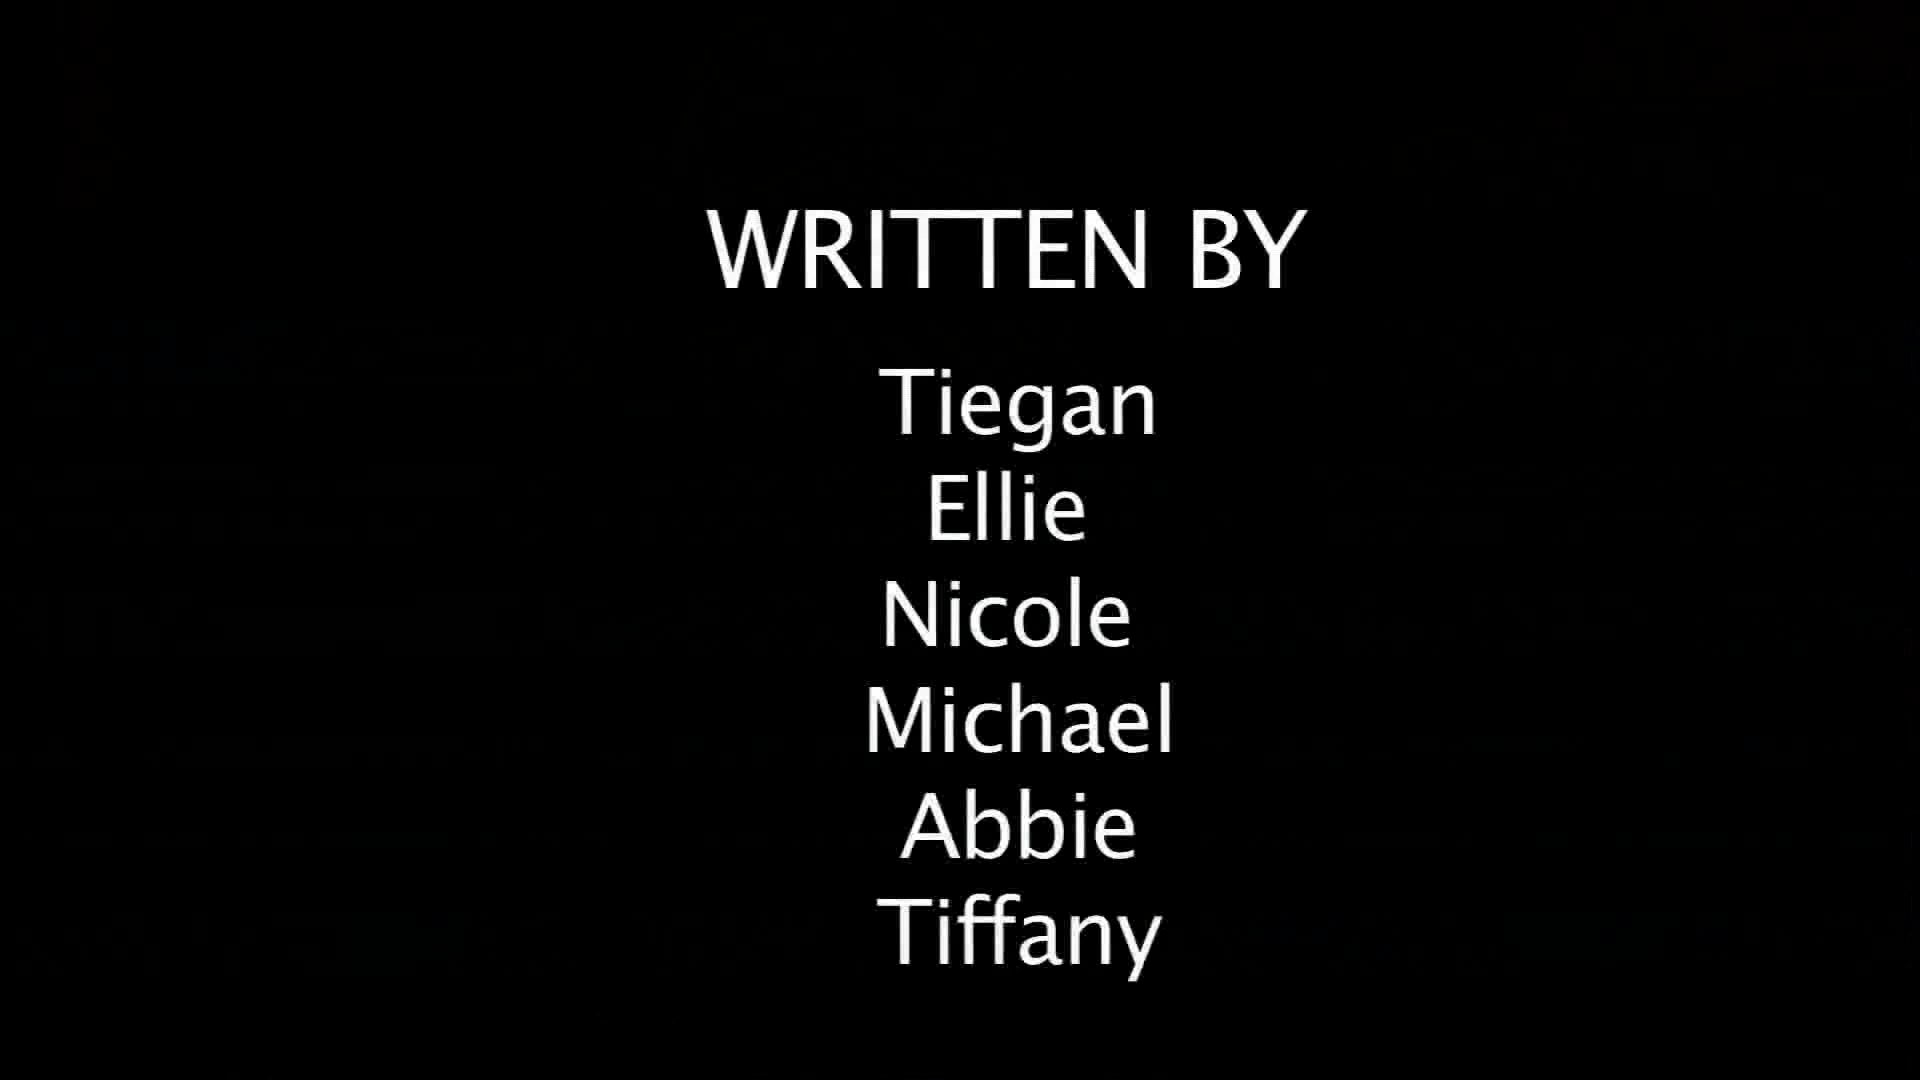 WRITTEN BY
Tiegan
Ellie
Nicole
Michael
Abbie
Tiffany